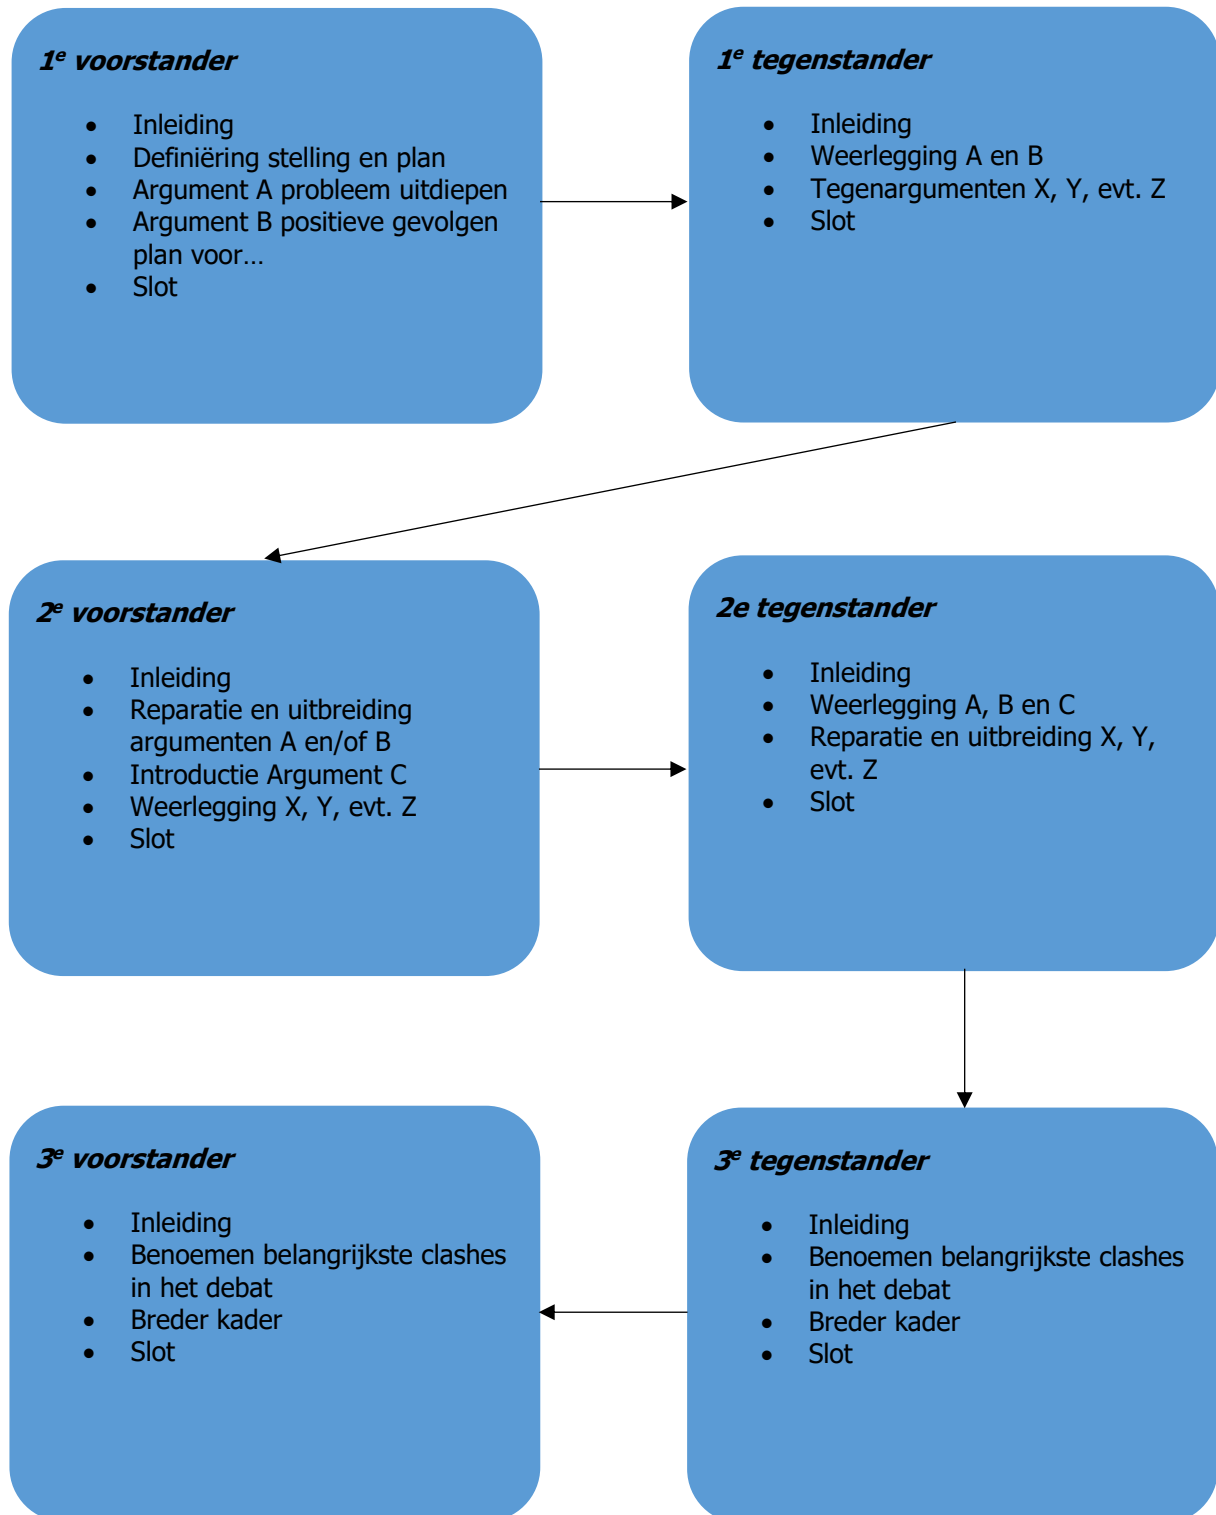 1e voorstander
• Inleiding
• Definiëring stelling en plan
• Argument A probleem uitdiepen
• Argument B positieve gevolgen
plan voor…
• Slot
1e tegenstander
• Inleiding
• Weerlegging A en B
• Tegenargumenten X, Y, evt. Z
• Slot
2e voorstander
• Inleiding
• Reparatie en uitbreiding
argumenten A en/of B
• Introductie Argument C
• Weerlegging X, Y, evt. Z
• Slot
2e tegenstander
• Inleiding
• Weerlegging A, B en C
• Reparatie en uitbreiding X, Y,
evt. Z
• Slot
3e voorstander
• Inleiding
• Benoemen belangrijkste clashes
in het debat
• Breder kader
• Slot
3e tegenstander
• Inleiding
• Benoemen belangrijkste clashes
in het debat
• Breder kader
• Slot